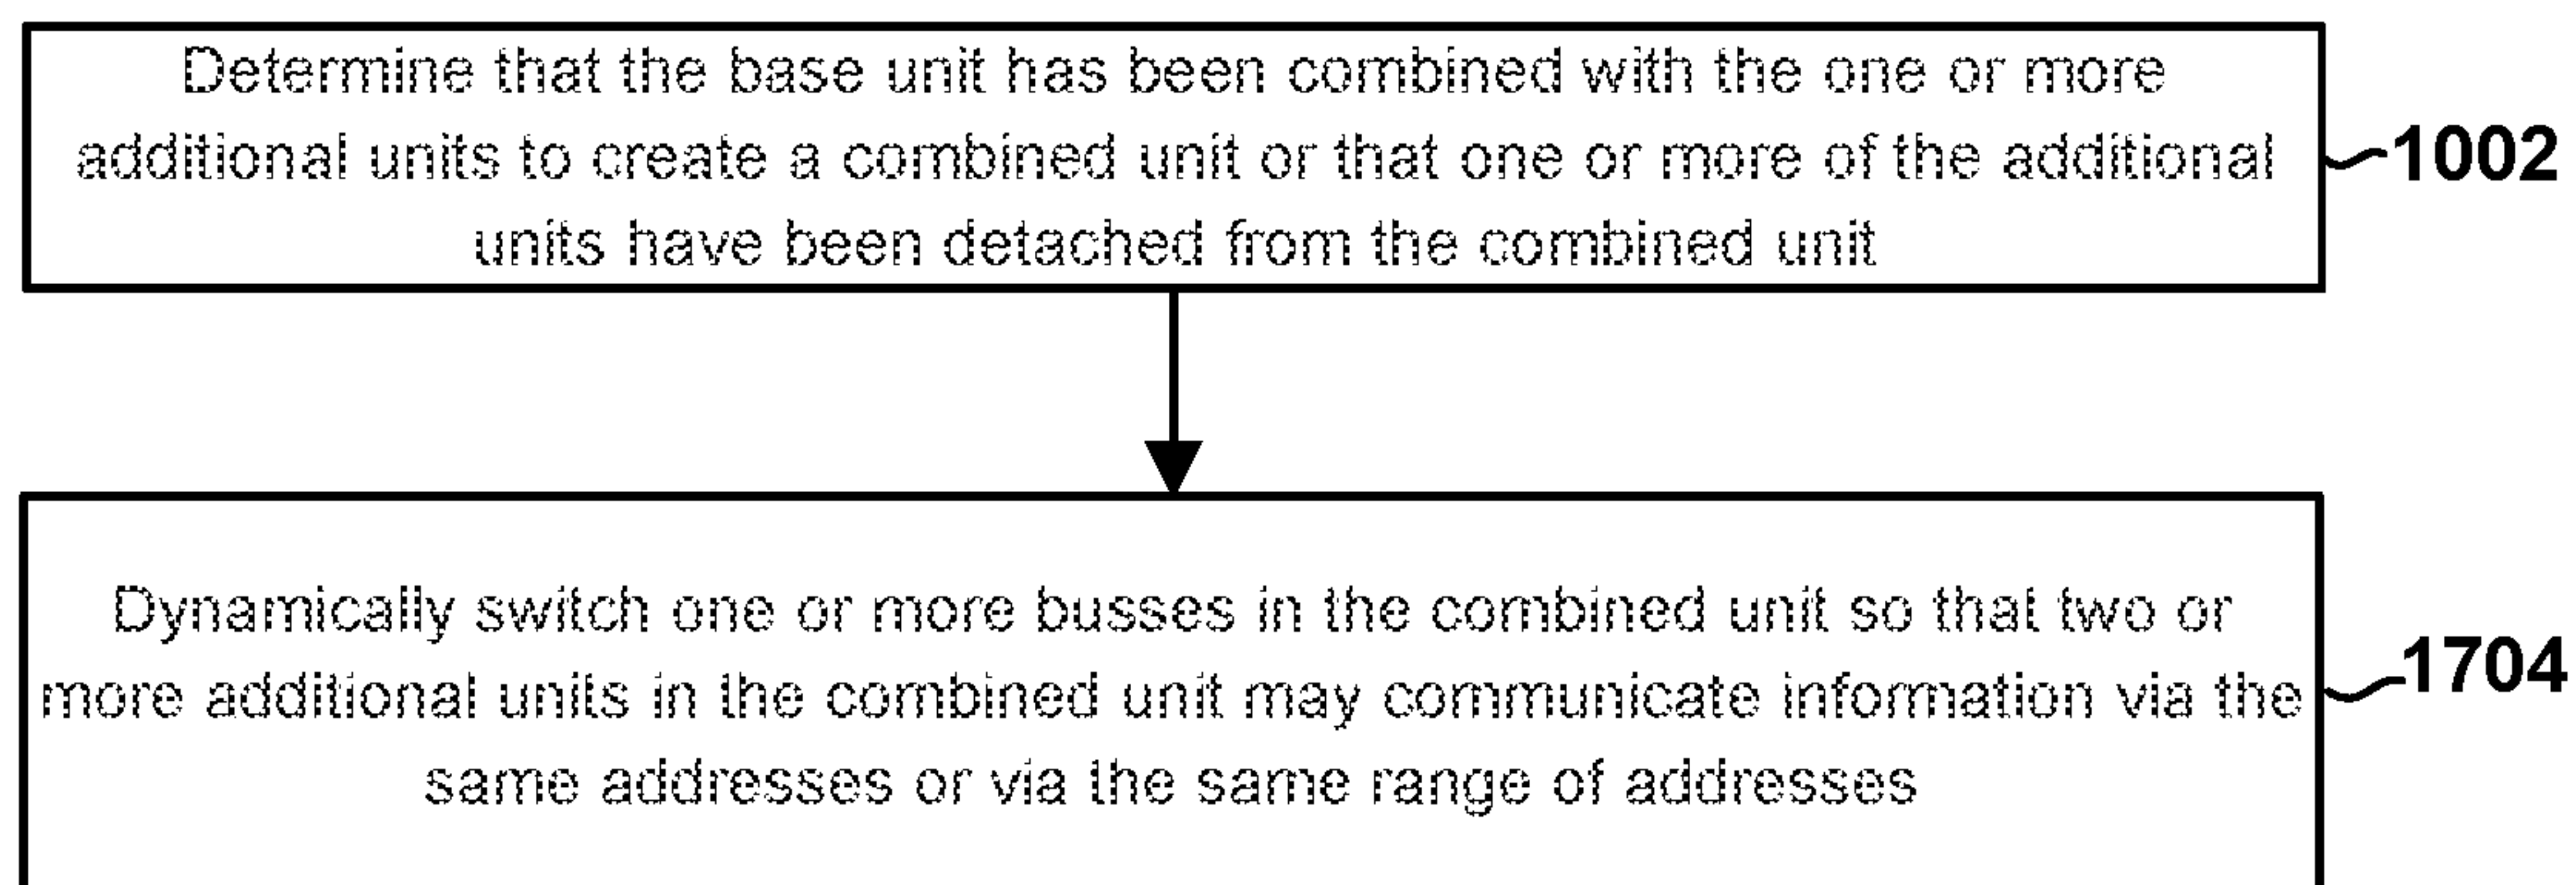 Determine that the base unit has been combined with the one or more
additional units to create a combined unit or that one or more of the additional
units have been detached from the combined unit
1002
Dynamically switch one or more busses in the combined unit so that two or
more additional units in the combined unit may communicate information via the
same addresses or via the same range of addresses
1704